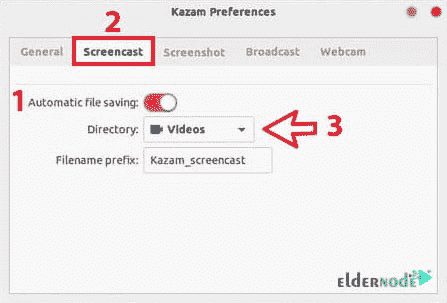 Kazam Preferences
2
General Screencast Screenshot Broadcast Webcam
1 Automatic file saving:
Directory: Videos 3
Filename prefix: Kazam_screencast
eldernode